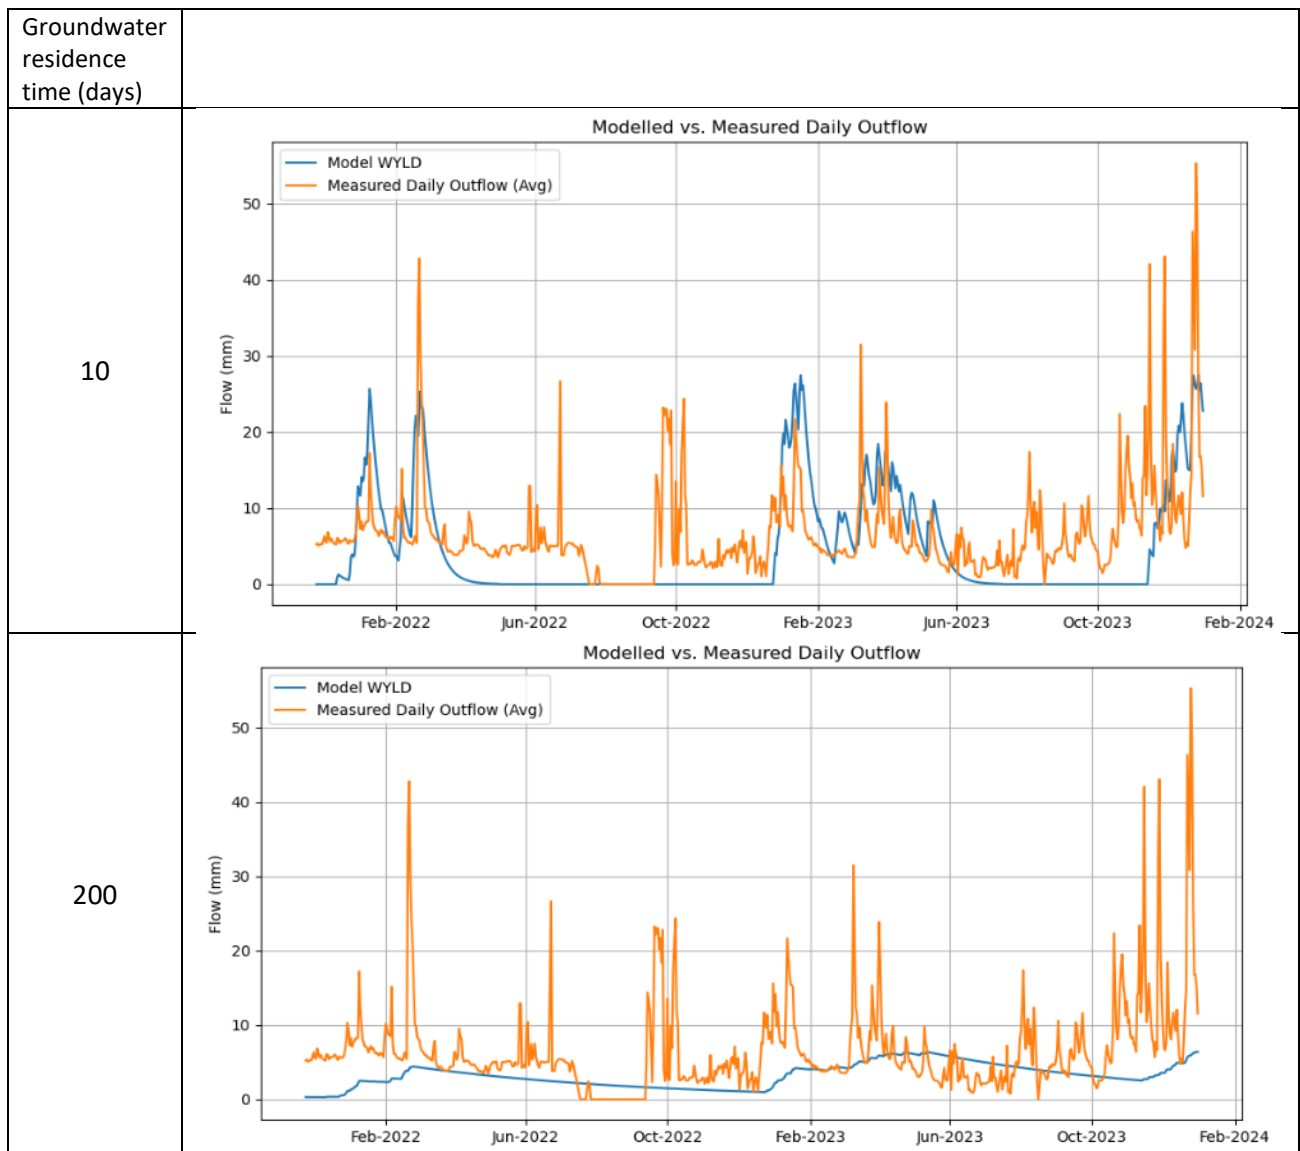 Groundwater
residence
time (days)
10
Modelled vs. Measured Daily Outflow
Model WYLD
Measured Daily Outflow (Avg)
Flow (mm)
50
40
30
20
10
0
Feb-2022 Jun-2022 Oct-2022 Feb-2023 Jun-2023 Oct-2023 Feb-2024
200
Modelled vs. Measured Daily Outflow
Model WYLD
Measured Daily Outflow (Avg)
Flow (mm)
50
40
30
20
10
0
Feb-2022 Jun-2022 Oct-2022 Feb-2023 Jun-2023 Oct-2023 Feb-2024